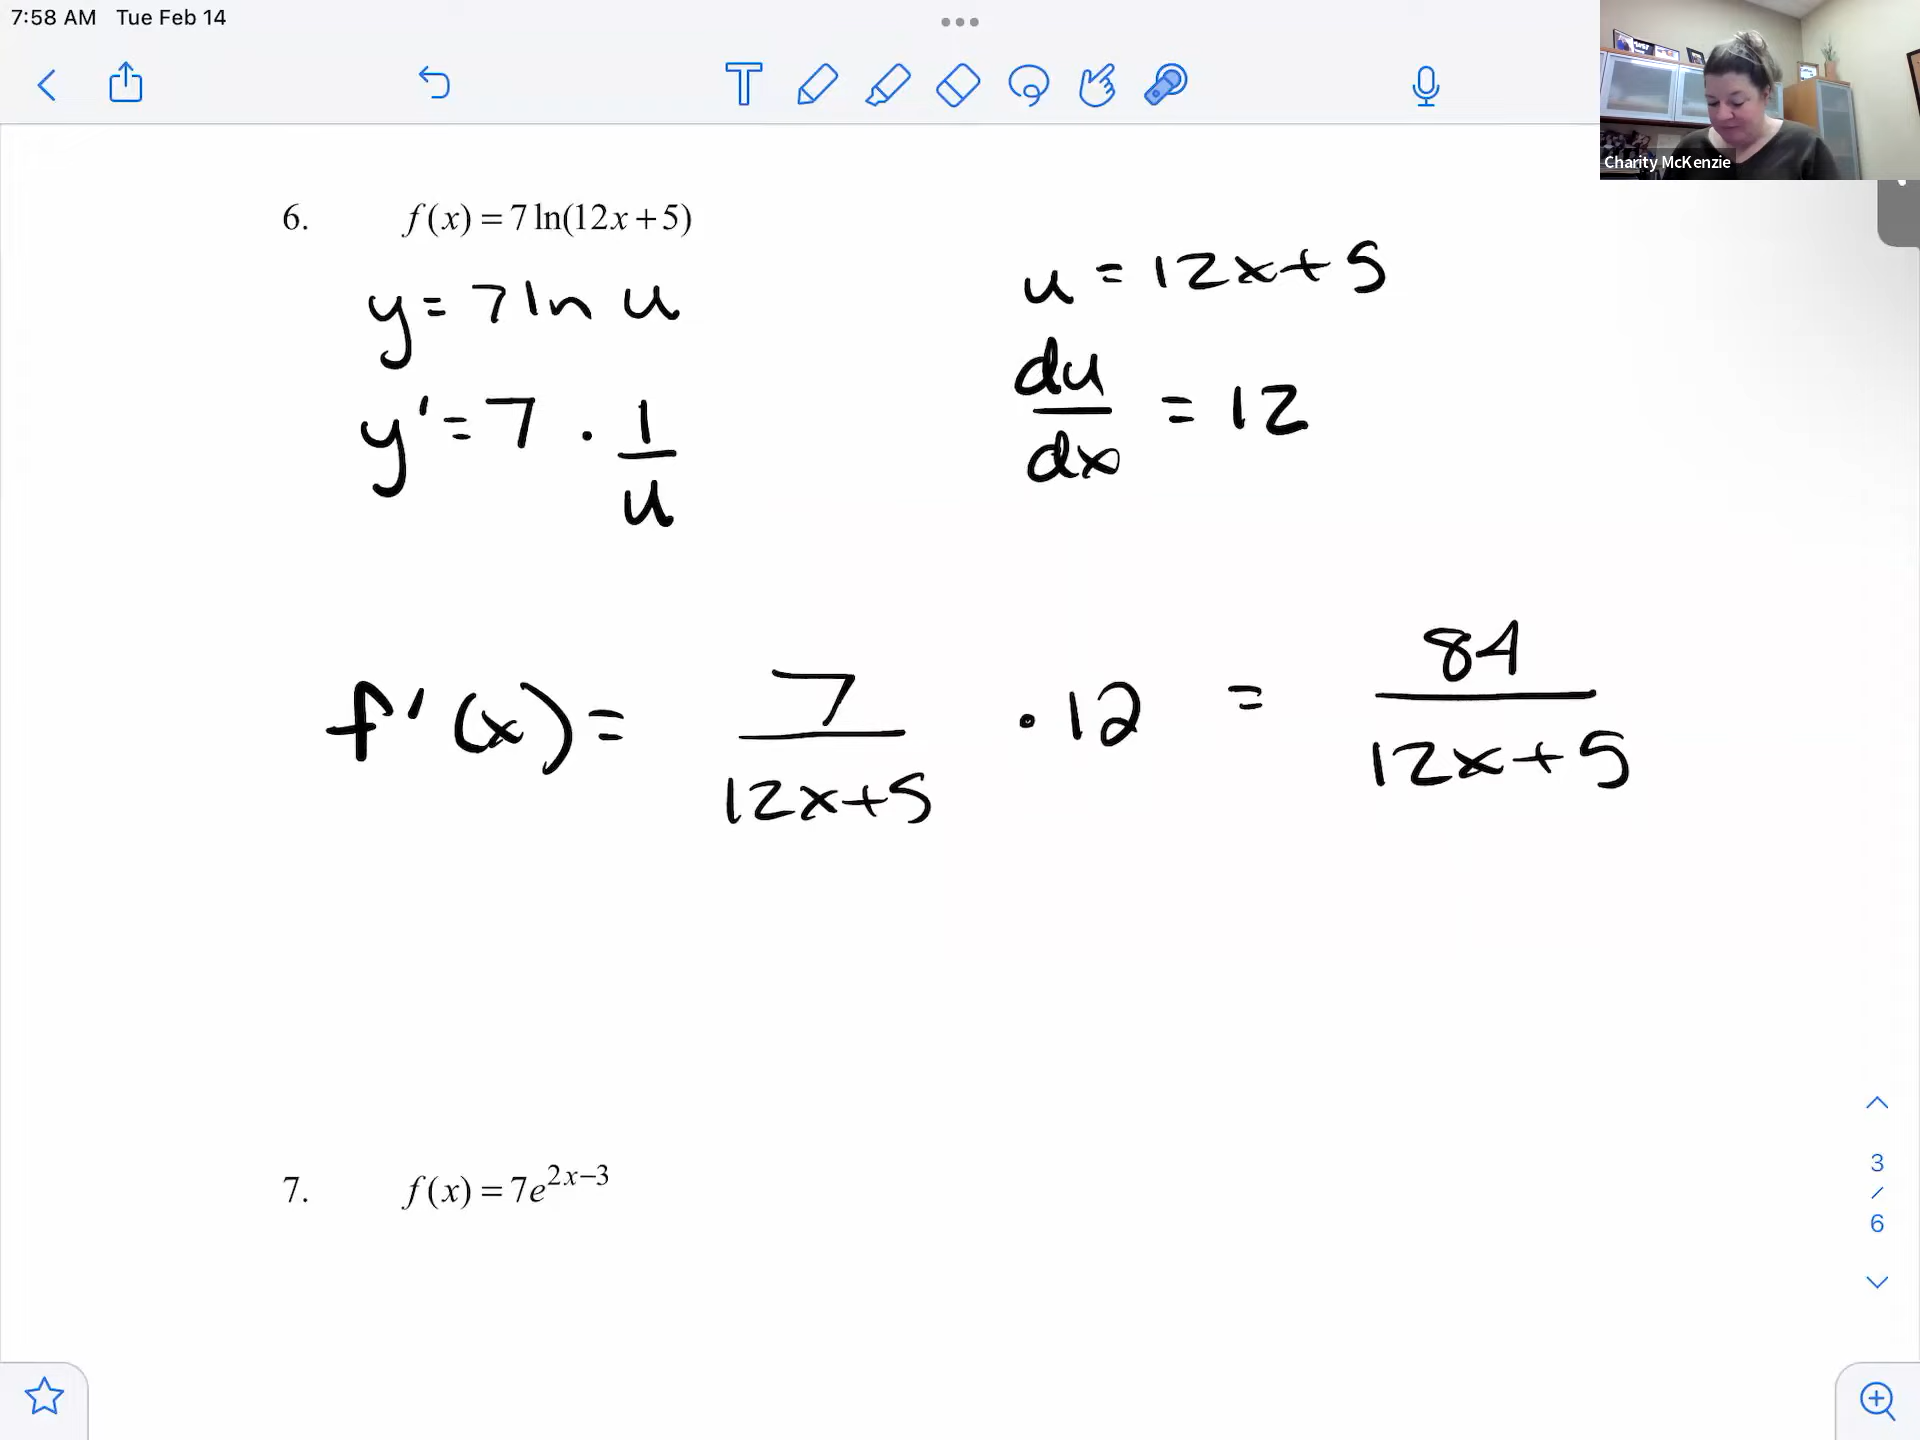 7:58 AM Tue Feb 14
T
Charity McKenzie
6. f(x) = 7 ln(12x + 5)
y = 7 ln u
u = 12x + 5
y' = 7 · 1/u
du/dx = 12
f'(x) = 7/(12x+5) · 12 = 84/(12x+5)
7. f(x) = 7e^{2x−3}
3
/
6